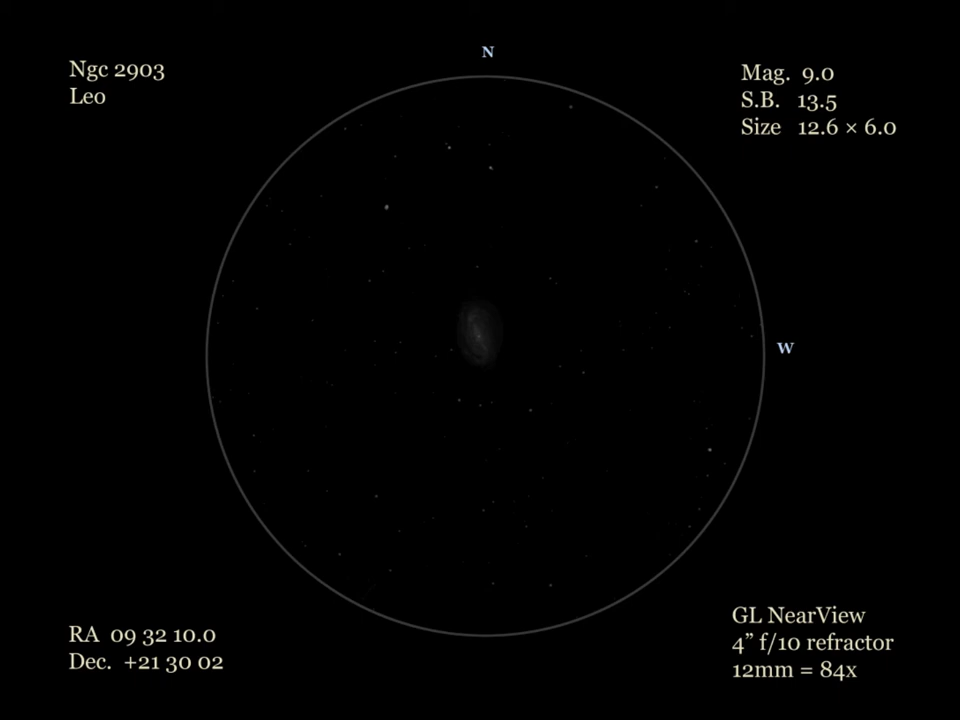 N
Ngc 2903
Leo
Mag. 9.0
S.B. 13.5
Size 12.6 × 6.0
W
RA 09 32 10.0
Dec. +21 30 02
GL NearView
4” f/10 refractor
12mm = 84x